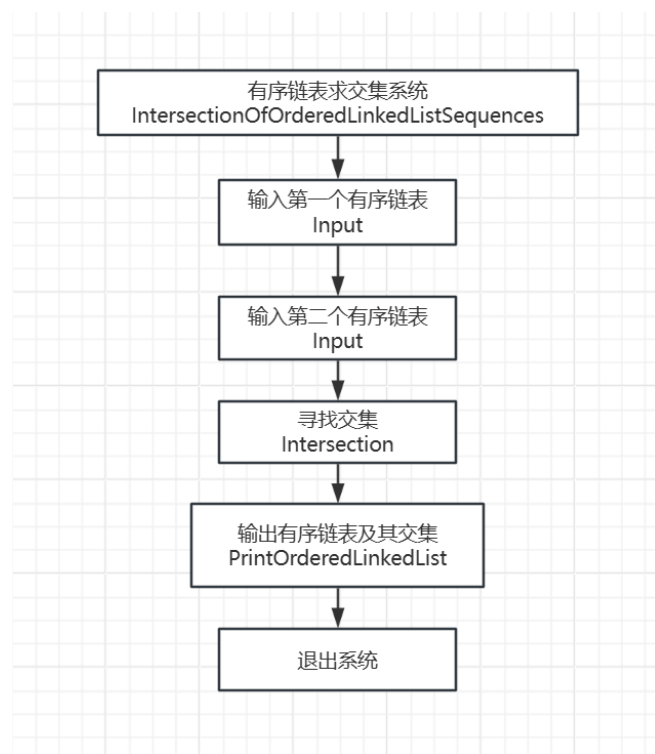 有序链表求交集系统
IntersectionOfOrderedLinkedListSequences
输入第一个有序链表
Input
输入第二个有序链表
Input
寻找交集
Intersection
输出有序链表及其交集
PrintOrderedLinkedList
退出系统